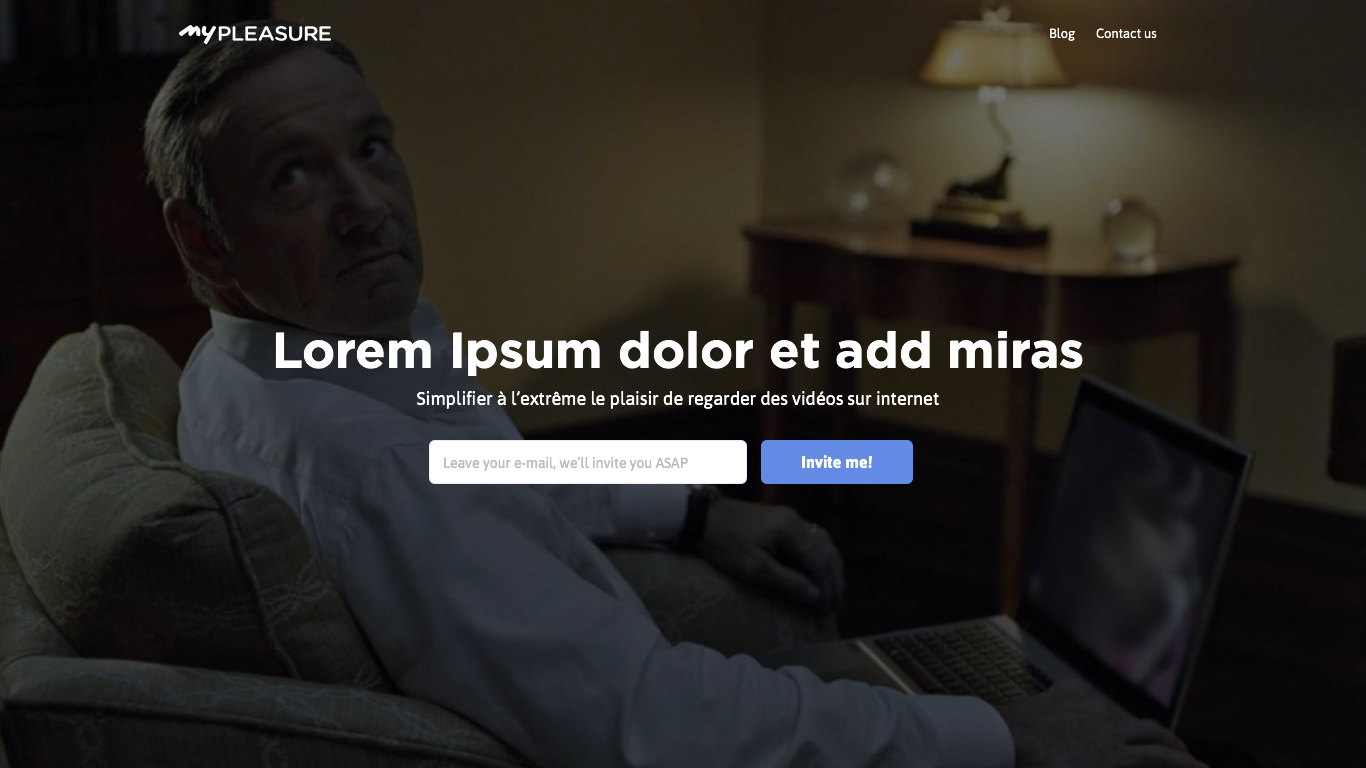 myPLEASURE
Blog
Contact us
Lorem Ipsum dolor et add miras
Simplifier à l’extrême le plaisir de regarder des vidéos sur internet
Leave your e-mail, we’ll invite you ASAP
Invite me!